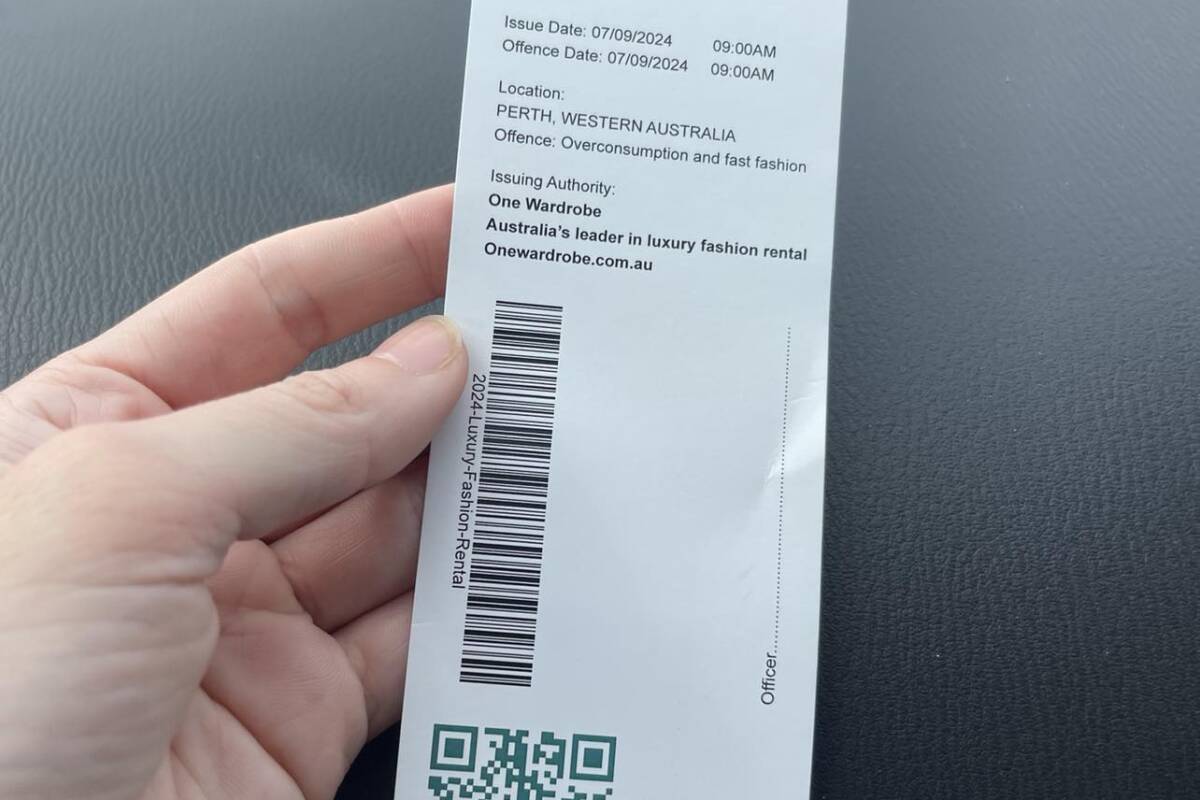 Issue Date: 07/09/2024 09:00AM
Offence Date: 07/09/2024 09:00AM
Location:
PERTH, WESTERN AUSTRALIA
Offence: Overconsumption and fast fashion
Issuing Authority:
One Wardrobe
Australia's leader in luxury fashion rental
Onewardrobe.com.au
2024-Luxury-Fashion-Rental
Officer